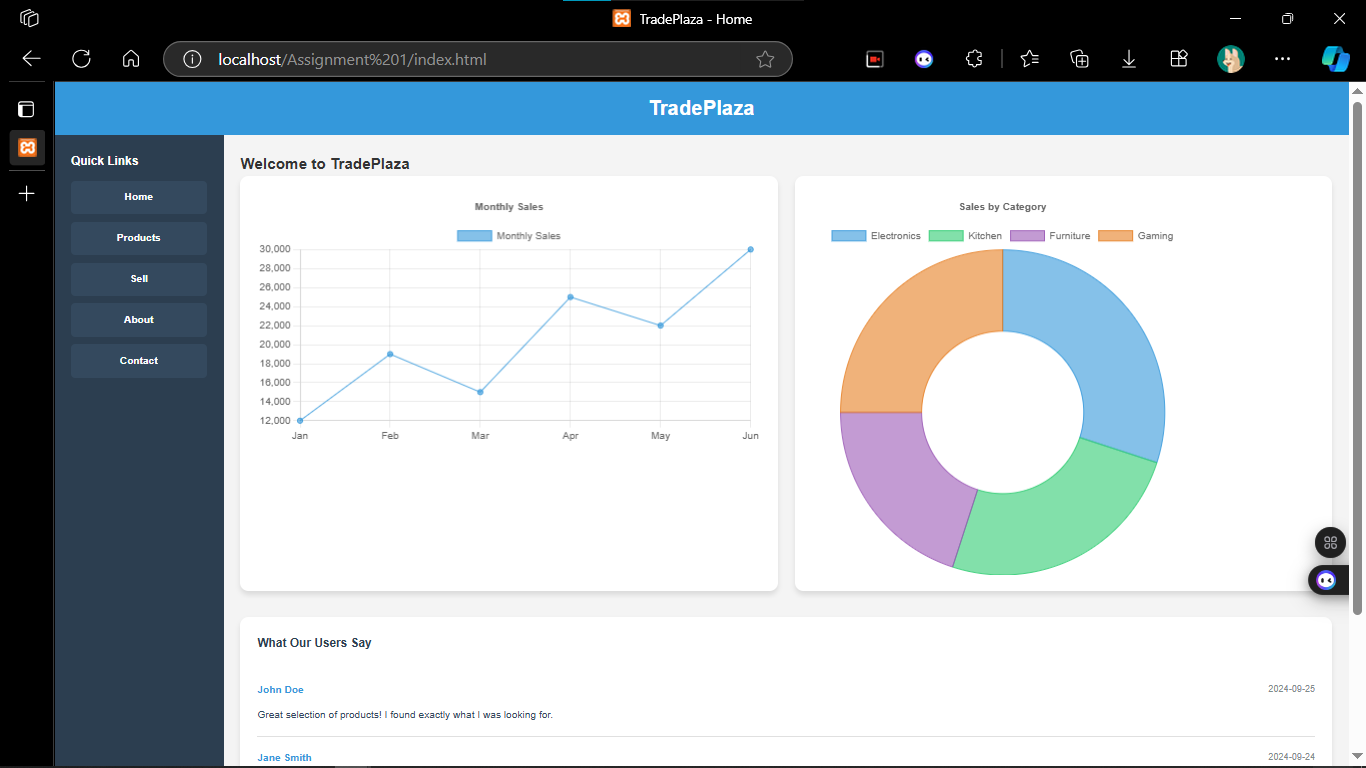 TradePlaza - Home
localhost/Assignment%201/index.html
TradePlaza
Quick Links
Home
Products
Sell
About
Contact
Welcome to TradePlaza
Monthly Sales
Monthly Sales
30,000
28,000
26,000
24,000
22,000
20,000
18,000
16,000
14,000
12,000
Jan Feb Mar Apr May Jun
Sales by Category
Electronics Kitchen Furniture Gaming
What Our Users Say
John Doe 2024-09-25
Great selection of products! I found exactly what I was looking for.
Jane Smith 2024-09-24